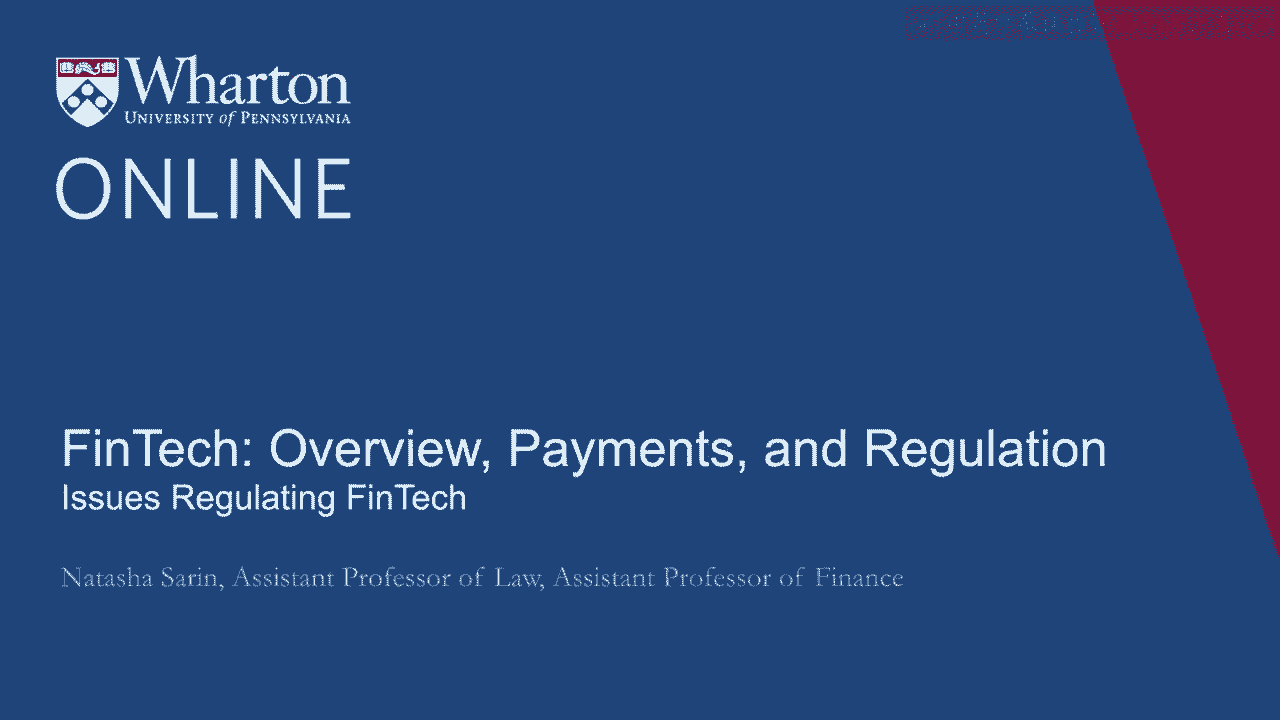 Wharton
UNIVERSITY of PENNSYLVANIA
ONLINE
FinTech: Overview, Payments, and Regulation
Issues Regulating FinTech
Natasha Sarin, Assistant Professor of Law, Assistant Professor of Finance